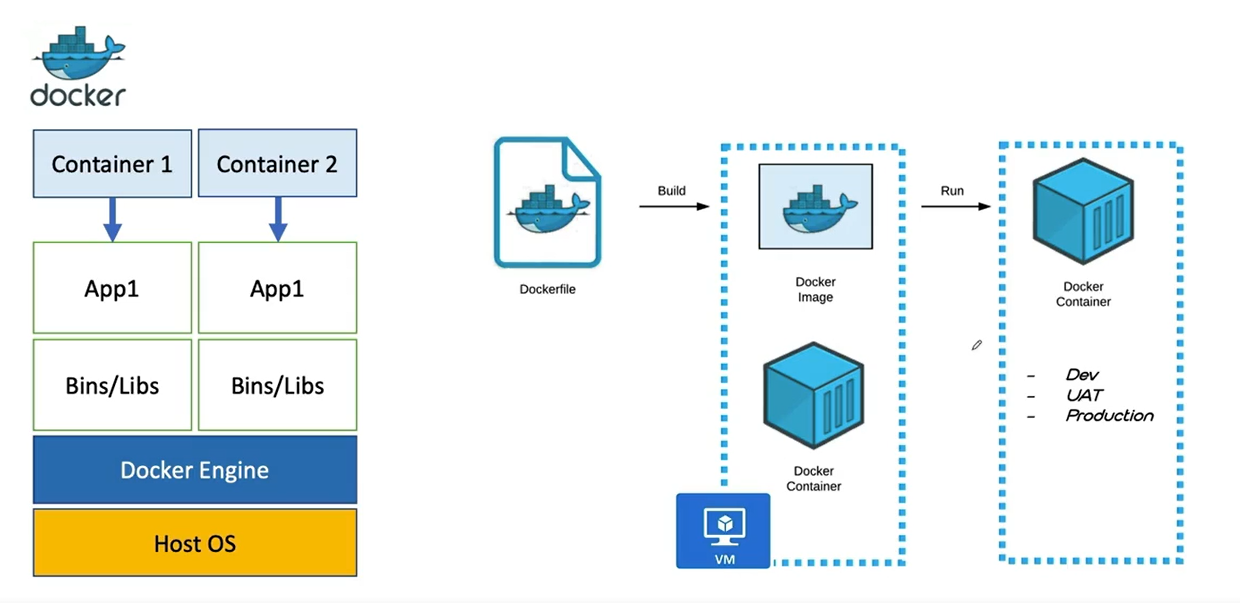 docker
Container 1
Container 2
App1
App1
Bins/Libs
Bins/Libs
Docker Engine
Host OS
Dockerfile
Build
Docker
Image
Docker
Container
VM
Run
Docker
Container
- Dev
- UAT
- Production